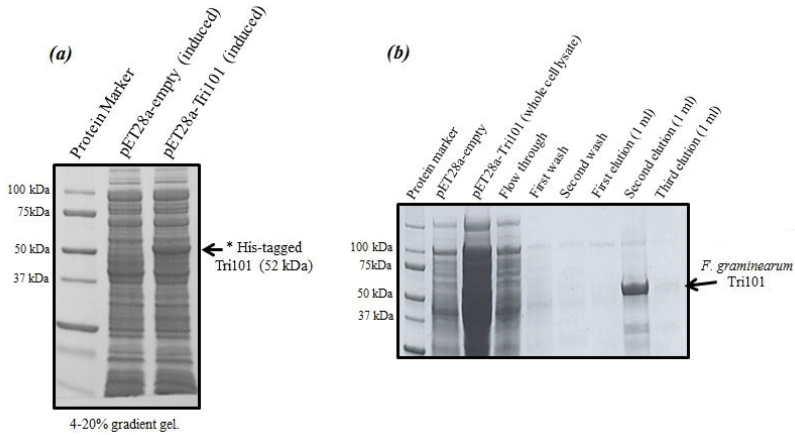 (a)
Protein Marker
pET28a-empty (induced)
pET28a-Tri101 (induced)
100 kDa
75kDa
50 kDa
37 kDa
* His-tagged
Tri101 (52 kDa)
4-20% gradient gel.
(b)
Protein marker
pET28a-empty
pET28a-Tri101 (whole cell lysate)
Flow through
First wash
Second wash
First elution (1 ml)
Second elution (1 ml)
Third elution (1 ml)
100 kDa
75kDa
50 kDa
37 kDa
F. graminearum
Tri101